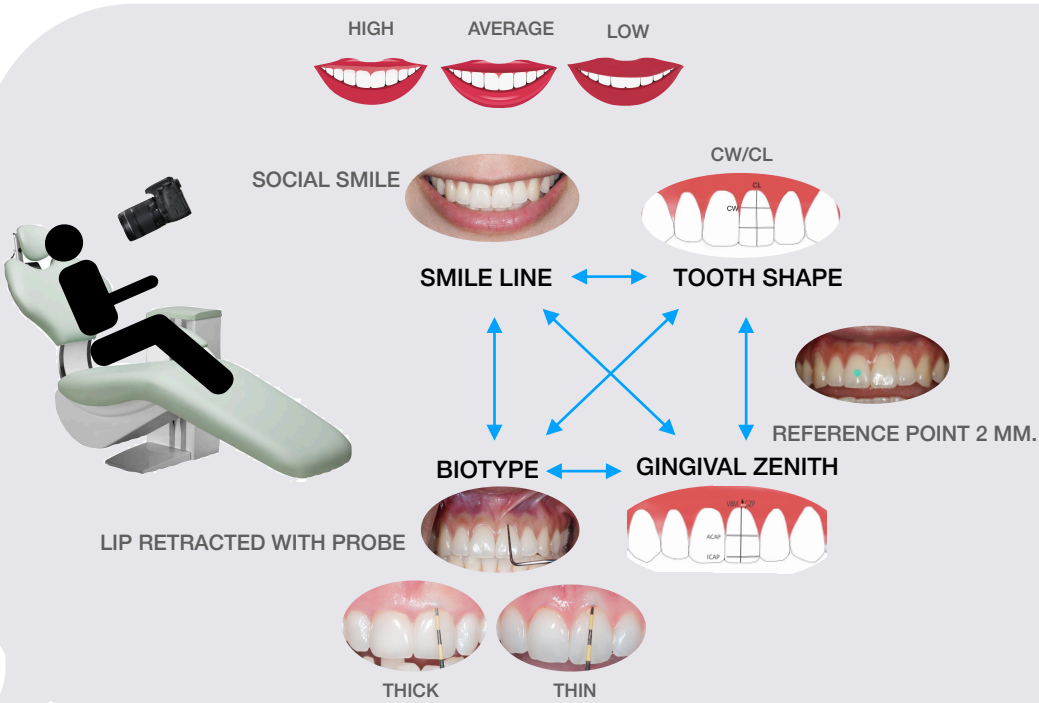 HIGH
AVERAGE
LOW
SOCIAL SMILE
CW/CL
CL
CW
SMILE LINE
TOOTH SHAPE
REFERENCE POINT 2 MM.
BIOTYPE
GINGIVAL ZENITH
LIP RETRACTED WITH PROBE
ACAP
ICAP
THICK
THIN